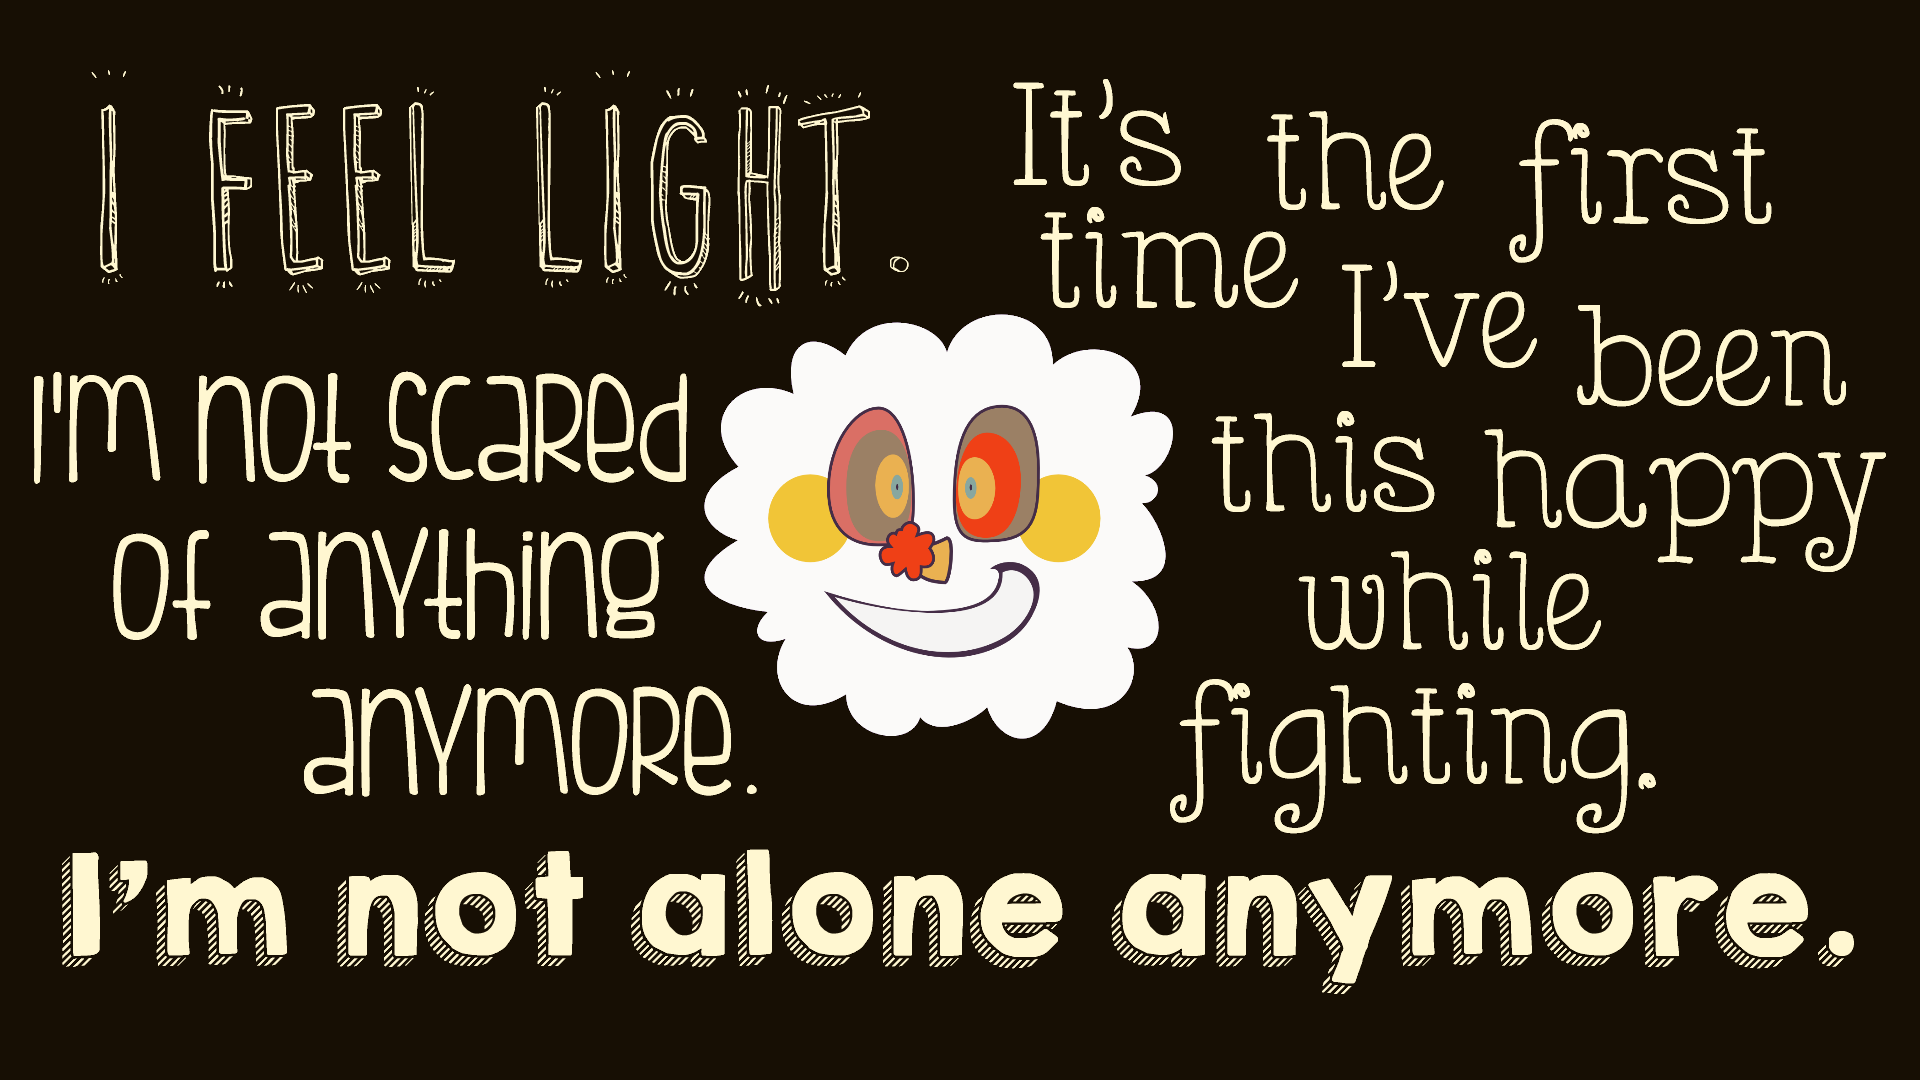 I FEEL LIGHT.
It's the first
time I've been
this happy
while
fighting.
I'm not scared
of anything
anymore.
I'm not alone anymore.